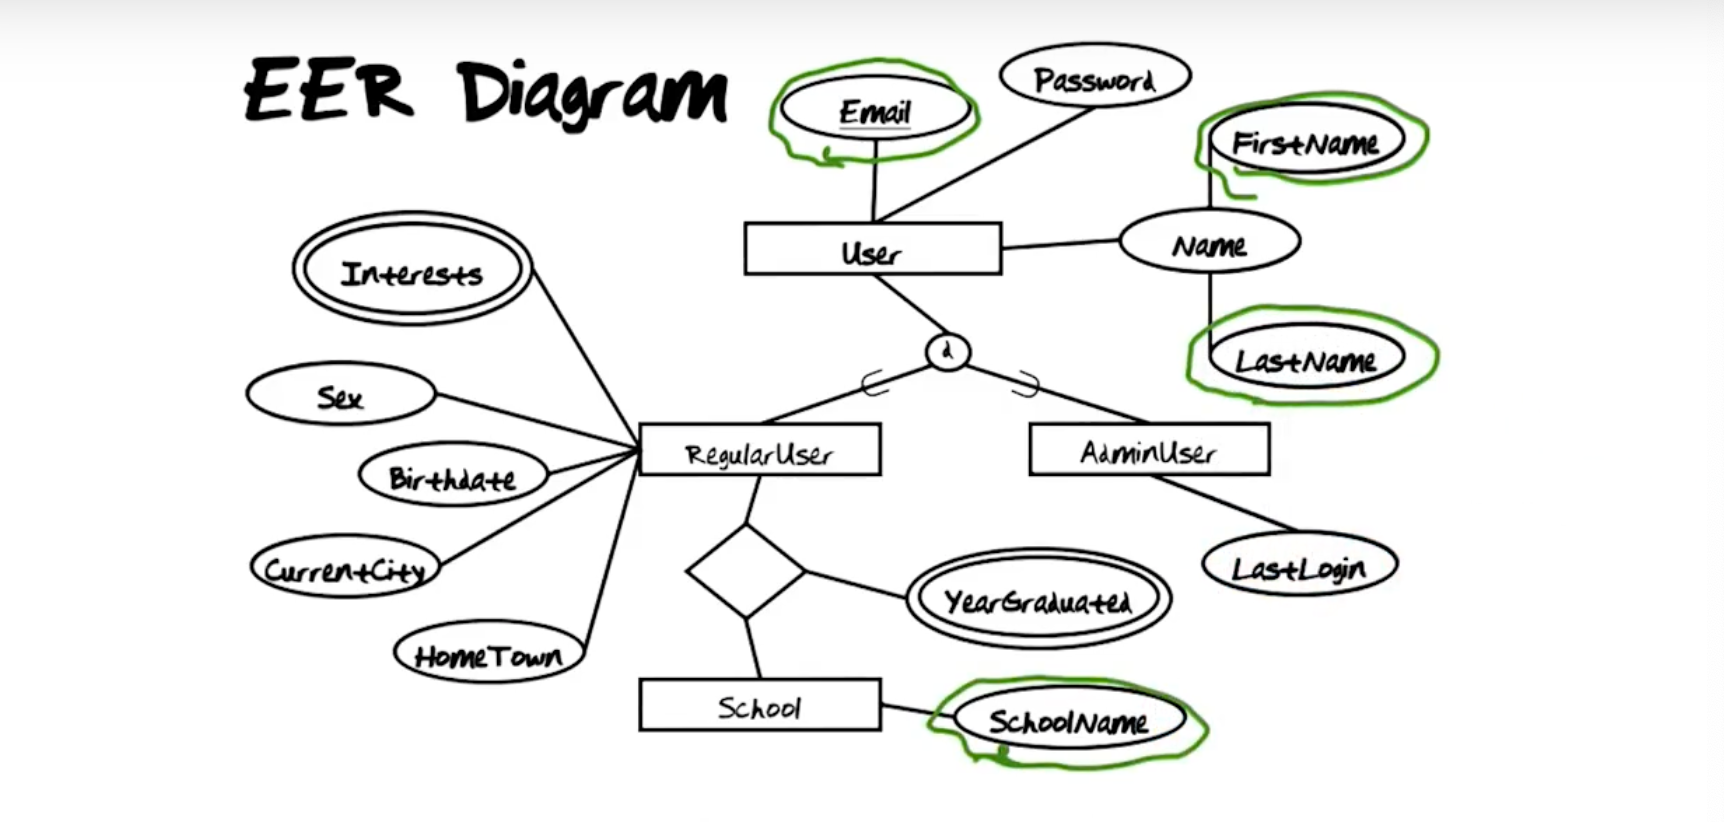 EER Diagram
Email
Password
FirstName
User
Name
Interests
LastName
d
Sex
RegularUser
AdminUser
Birthdate
CurrentCity
YearGraduated
LastLogin
HomeTown
School
SchoolName